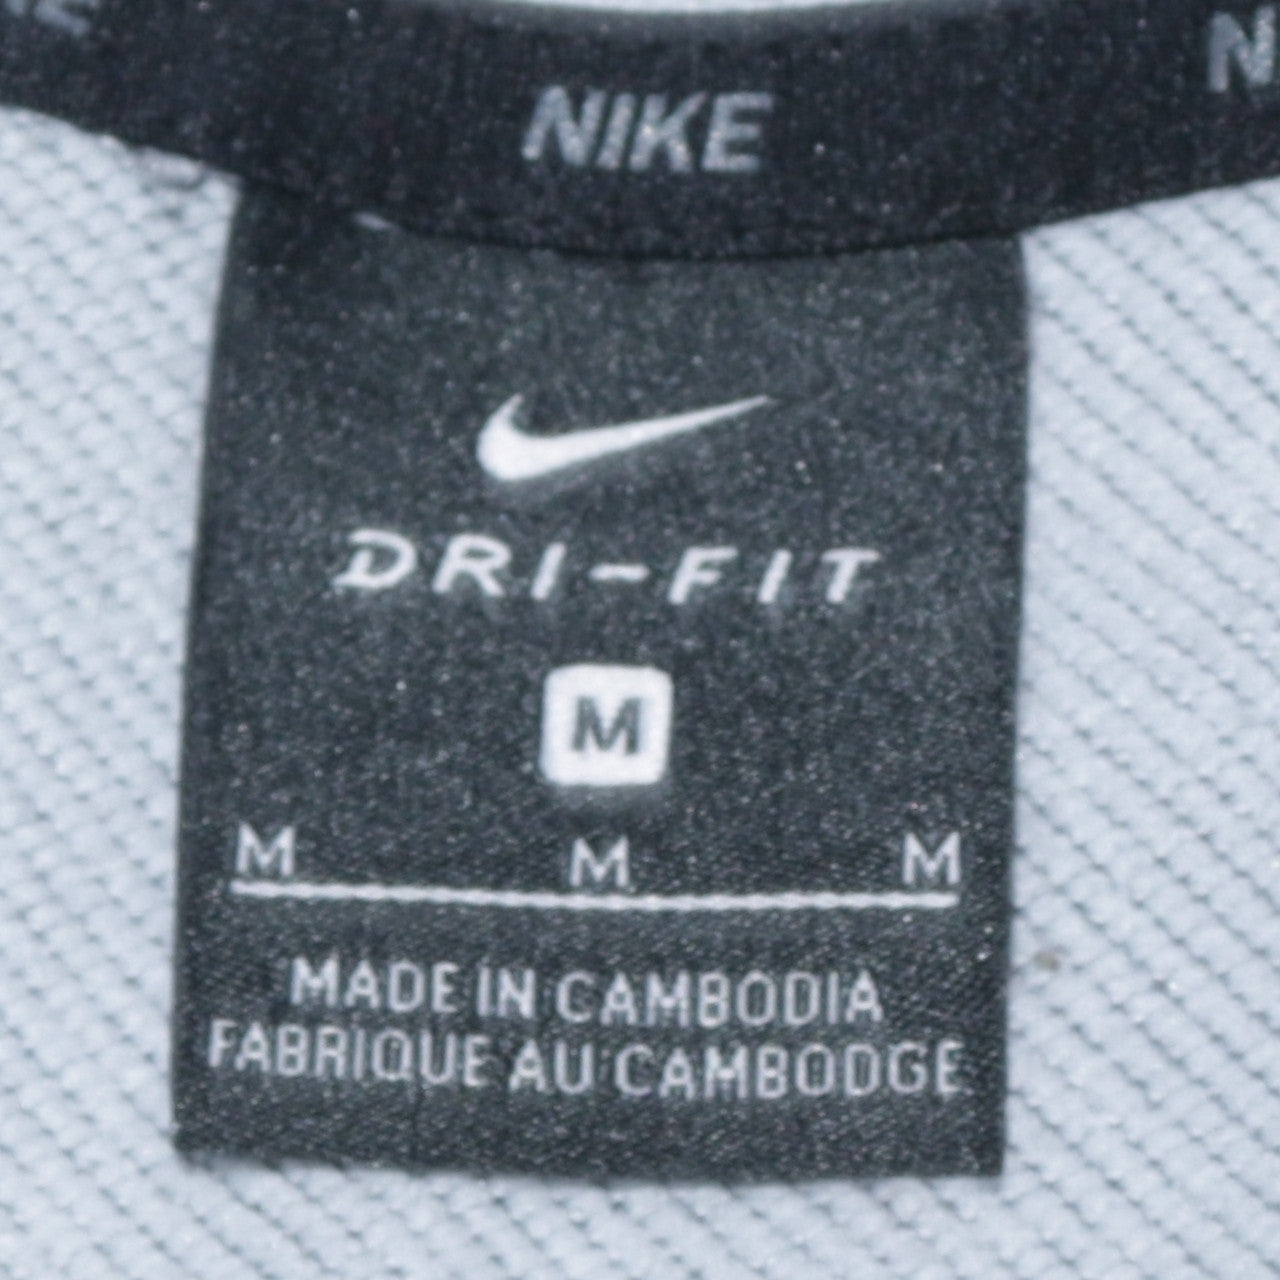 NIKE
DRI-FIT
M
M M M
MADE IN CAMBODIA
FABRIQUE AU CAMBODGE